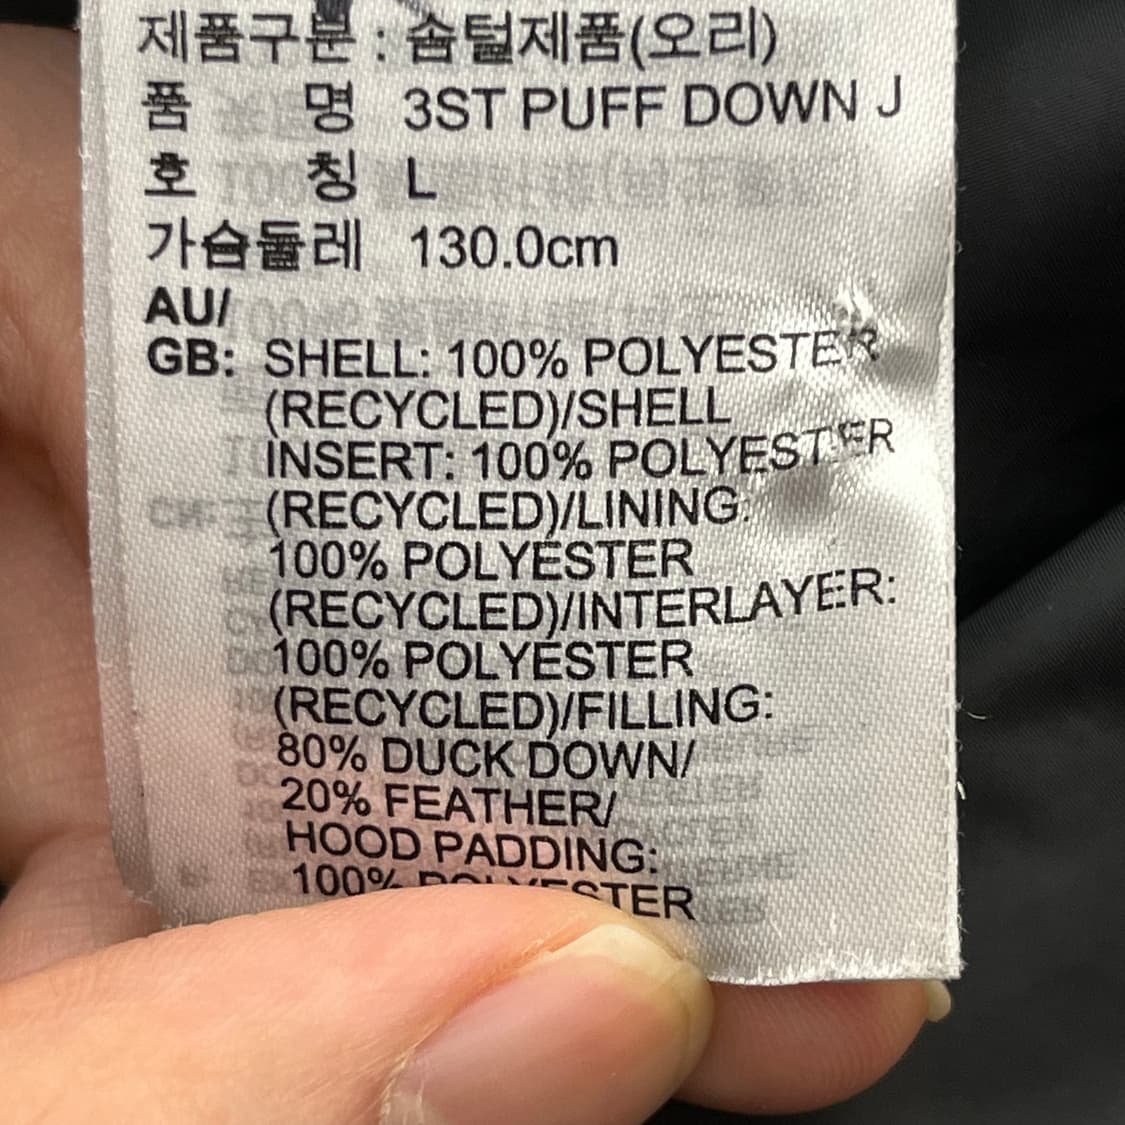 제품구분 : 솜털제품(오리)
품 명 3ST PUFF DOWN J
호 칭 L
가슴둘레 130.0cm
AU/
GB: SHELL: 100% POLYESTER
(RECYCLED)/SHELL
INSERT: 100% POLYESTER
(RECYCLED)/LINING:
100% POLYESTER
(RECYCLED)/INTERLAYER:
100% POLYESTER
(RECYCLED)/FILLING:
80% DUCK DOWN/
20% FEATHER/
HOOD PADDING:
100% POLYESTER